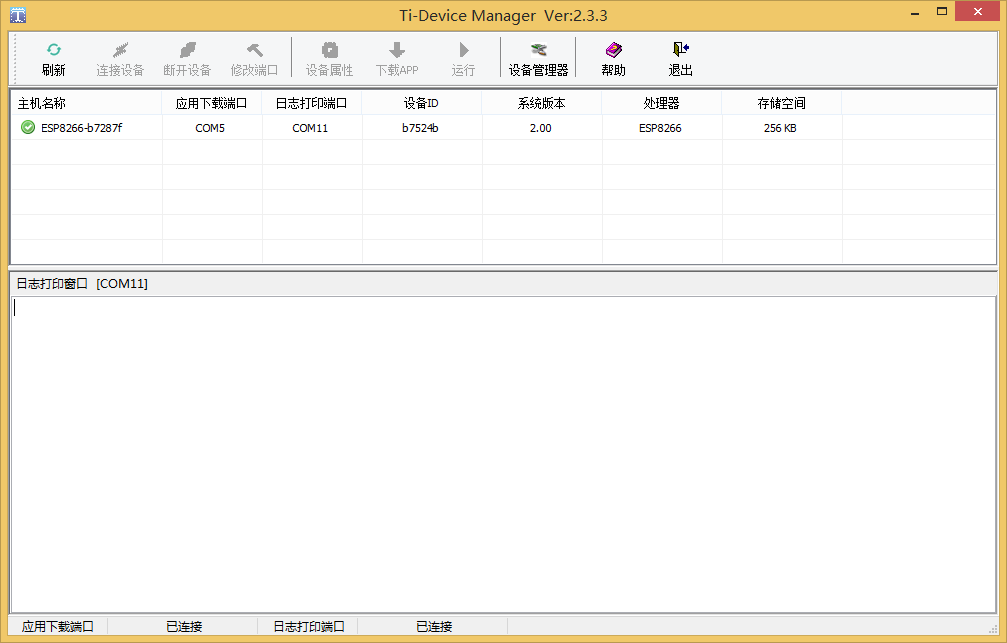 Ti-Device Manager Ver:2.3.3
刷新 连接设备 断开设备 修改端口 设备属性 下载APP 运行 设备管理器 帮助 退出
主机名称 应用下载端口 日志打印端口 设备ID 系统版本 处理器 存储空间
ESP8266-b7287f COM5 COM11 b7524b 2.00 ESP8266 256 KB
日志打印窗口 [COM11]
应用下载端口 已连接 日志打印端口 已连接